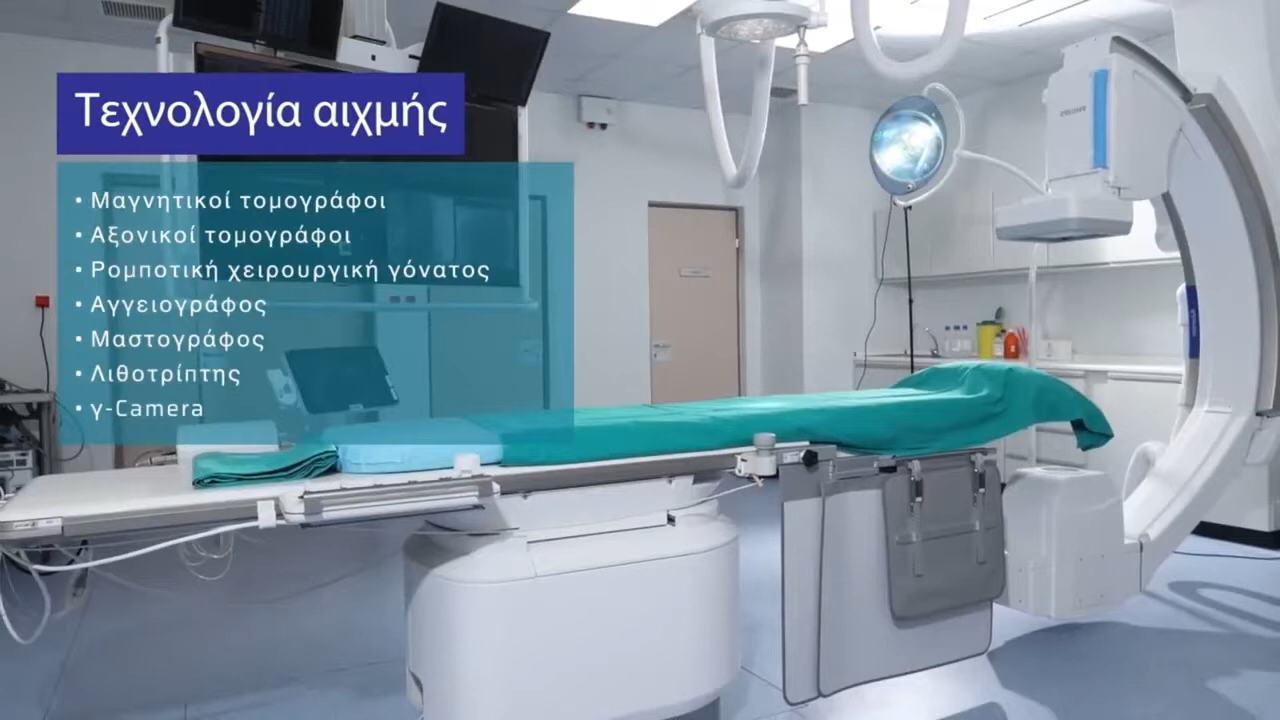 Τεχνολογία αιχμής
• Μαγνητικοί τομογράφοι
• Αξονικοί τομογράφοι
• Ρομποτική χειρουργική γόνατος
• Αγγειογράφος
• Μαστογράφος
• Λιθοτρίπτης
• γ-Camera